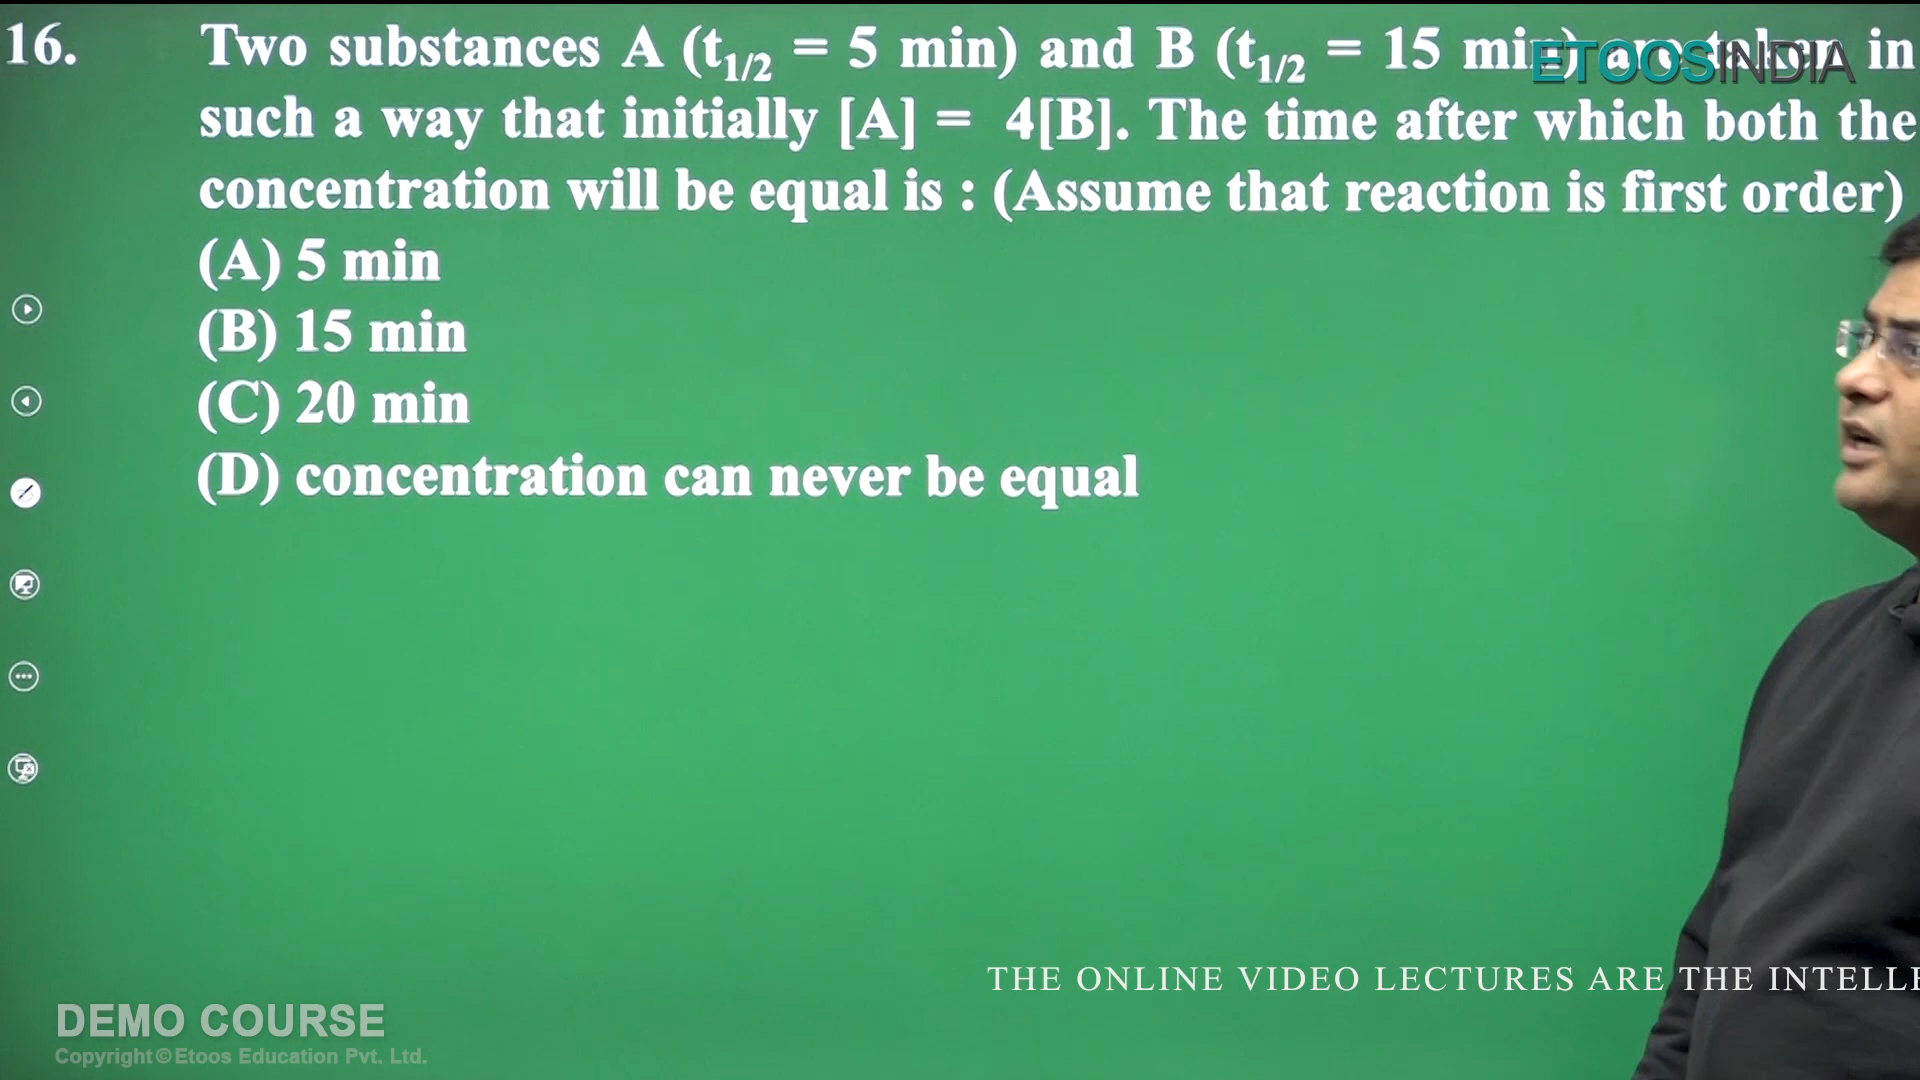 16. Two substances A (t1/2 = 5 min) and B (t1/2 = 15 min) are taken in
ETOOSINDIA
such a way that initially [A] = 4[B]. The time after which both the
concentration will be equal is : (Assume that reaction is first order)
(A) 5 min
(B) 15 min
(C) 20 min
(D) concentration can never be equal
THE ONLINE VIDEO LECTURES ARE THE INTELLE
DEMO COURSE
Copyright © Etoos Education Pvt. Ltd.